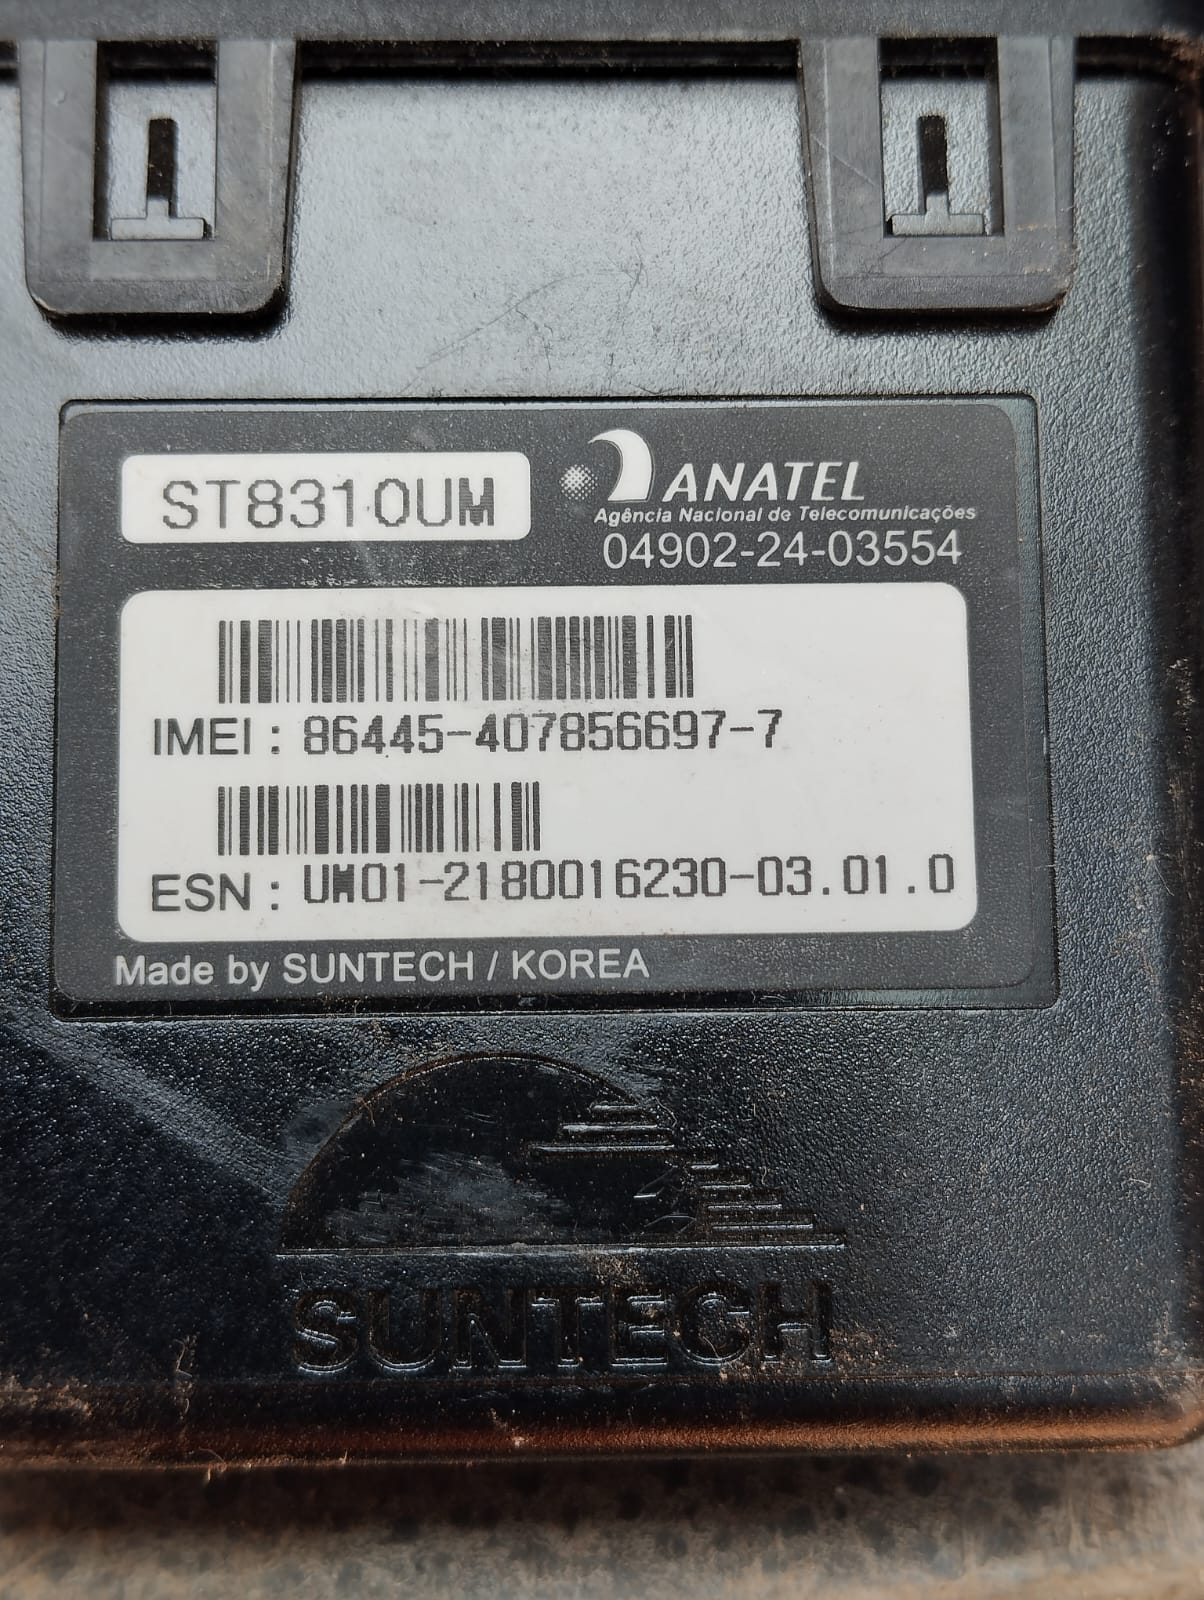 ST8310UM
ANATEL
Agência Nacional de Telecomunicações
04902-24-03554
IMEI : 86445-407856697-7
ESN : UM01-2180016230-03.01.0
Made by SUNTECH / KOREA
SUNTECH